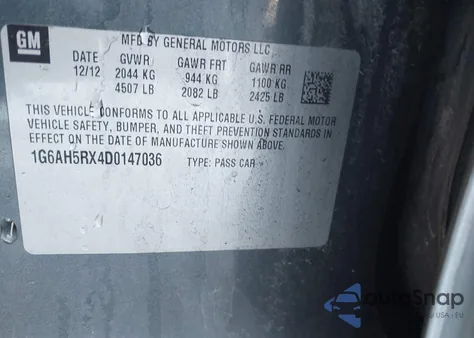 GM
MFD BY GENERAL MOTORS LLC
DATE GVWR GAWR FRT GAWR RR
12/12 2044 KG 944 KG 1100 KG
4507 LB 2082 LB 2425 LB
THIS VEHICLE CONFORMS TO ALL APPLICABLE U.S. FEDERAL MOTOR
VEHICLE SAFETY, BUMPER, AND THEFT PREVENTION STANDARDS IN
EFFECT ON THE DATE OF MANUFACTURE SHOWN ABOVE.
1G6AH5RX4D0147036 TYPE: PASS CAR
autoSnap
USA - EU